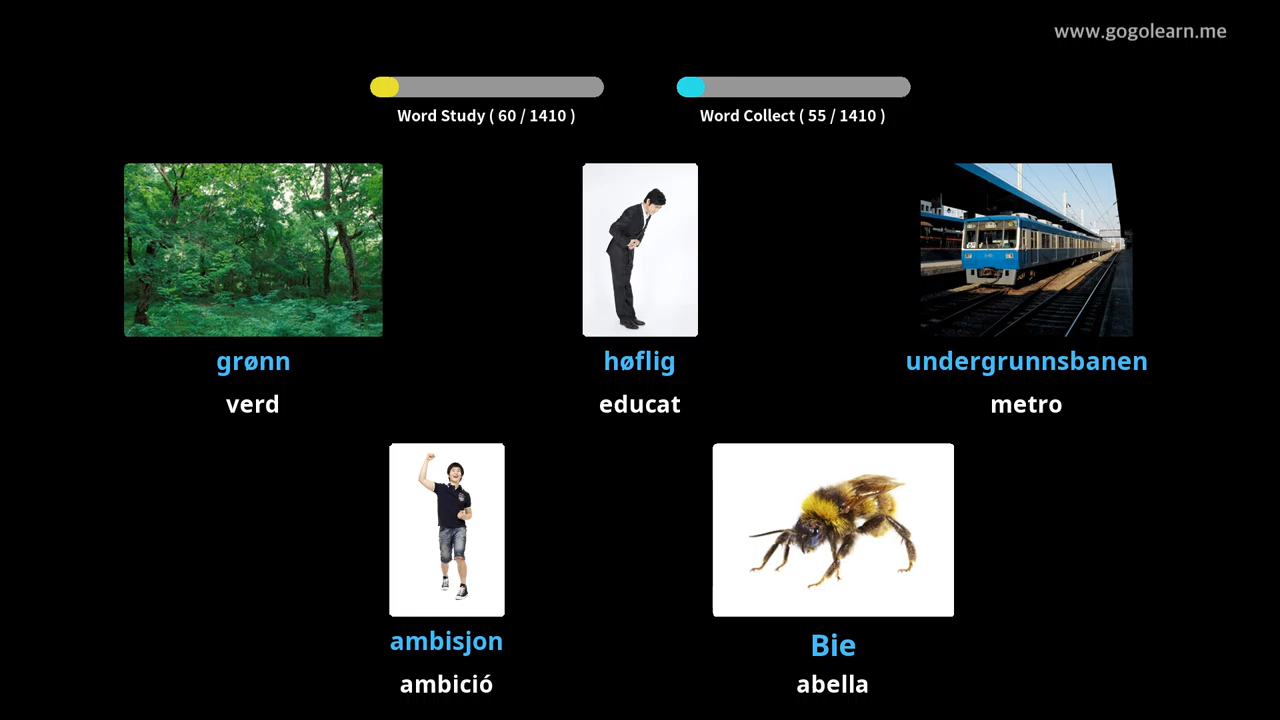 www.gogolearn.me
Word Study ( 60 / 1410 )
Word Collect ( 55 / 1410 )
grønn
høflig
undergrunnsbanen
verd
educat
metro
ambisjon
Bie
ambició
abella